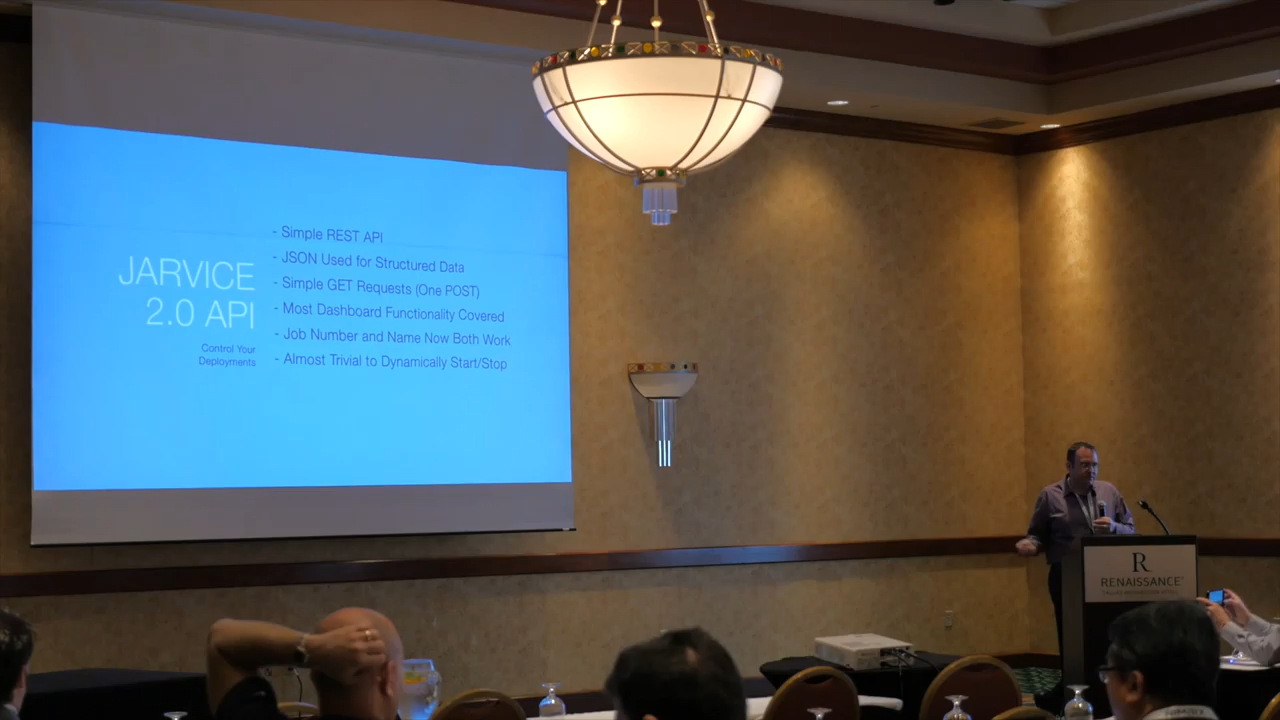 JARVICE
2.0 API
Control Your
Deployments
- Simple REST API
- JSON Used for Structured Data
- Simple GET Requests (One POST)
- Most Dashboard Functionality Covered
- Job Number and Name Now Both Work
- Almost Trivial to Dynamically Start/Stop
R
RENAISSANCE